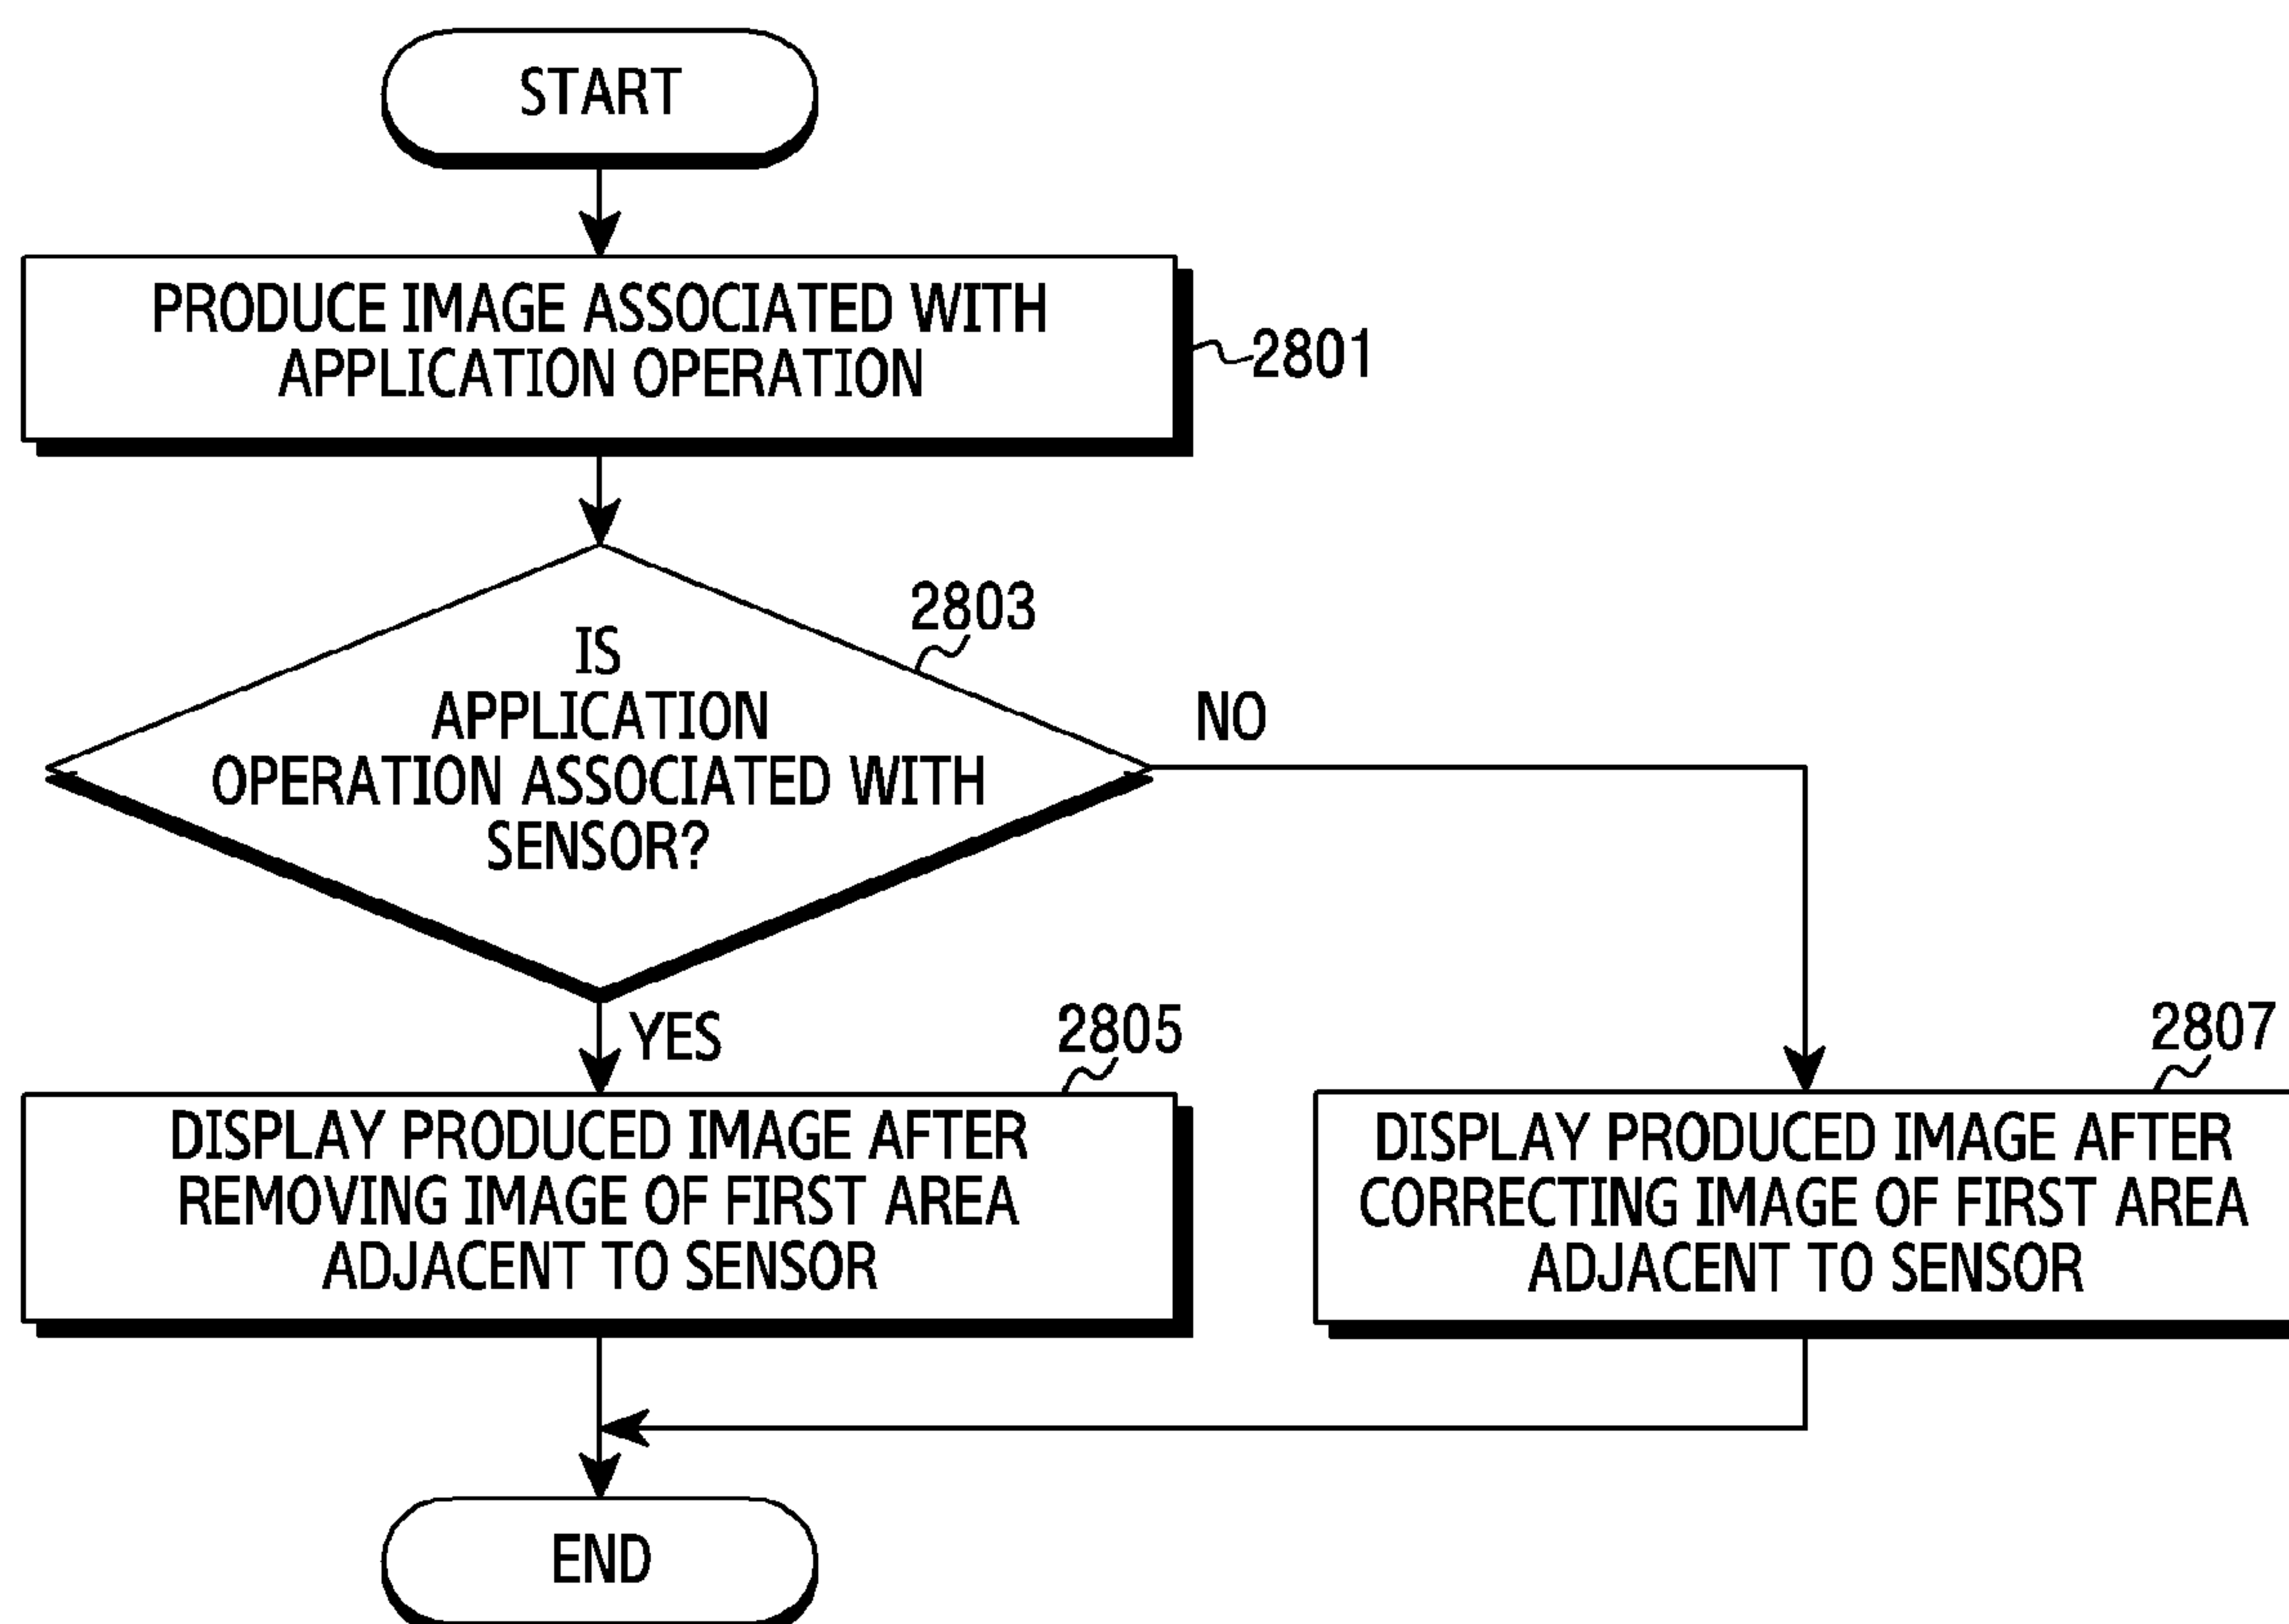 START
PRODUCE IMAGE ASSOCIATED WITH
APPLICATION OPERATION
2801
2803
IS
APPLICATION
OPERATION ASSOCIATED WITH
SENSOR?
NO
YES
2805
DISPLAY PRODUCED IMAGE AFTER
REMOVING IMAGE OF FIRST AREA
ADJACENT TO SENSOR
2807
DISPLAY PRODUCED IMAGE AFTER
CORRECTING IMAGE OF FIRST AREA
ADJACENT TO SENSOR
END